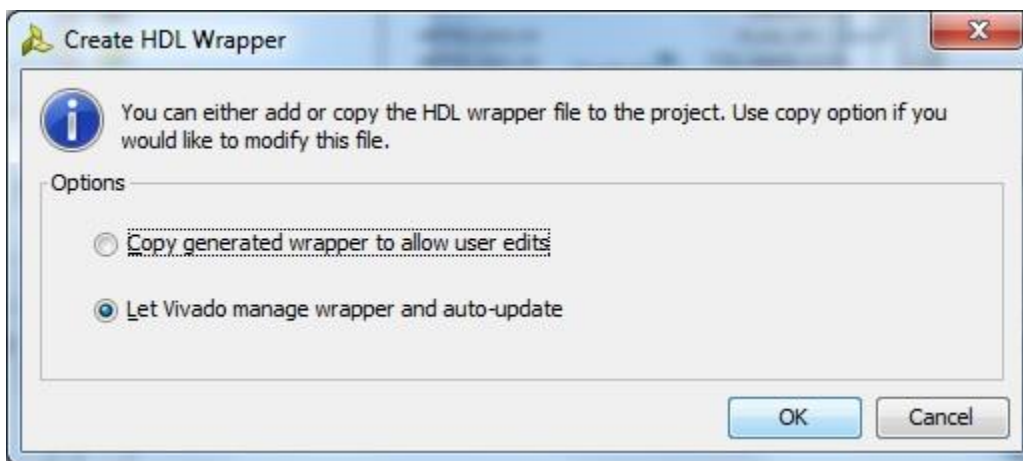 Create HDL Wrapper
You can either add or copy the HDL wrapper file to the project. Use copy option if you
would like to modify this file.
Options
Copy generated wrapper to allow user edits
Let Vivado manage wrapper and auto-update
OK
Cancel